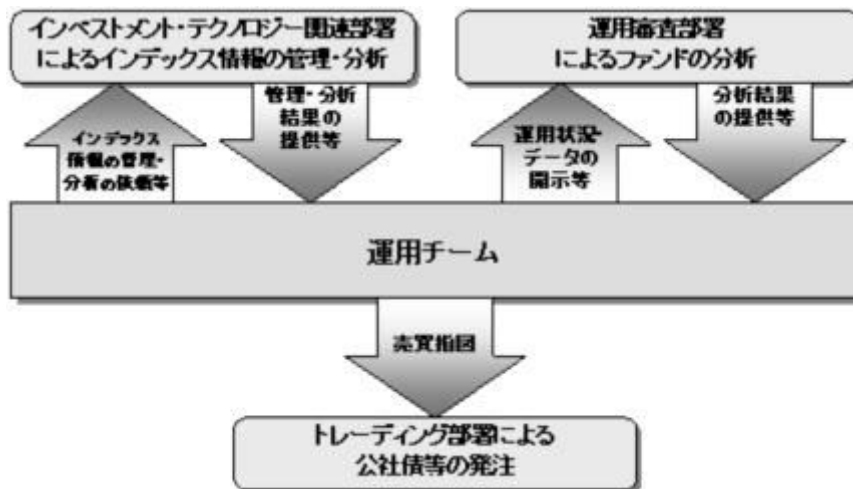 インベストメント・テクノロジー関連部署
によるインデックス情報の管理・分析
運用審査部署
によるファンドの分析
インデックス
情報の管理・
分析の依頼等
管理・分析
結果の
提供等
運用状況・
データの
開示等
分析結果
の提供等
運用チーム
売買指図
トレーディング部署による
公社債等の発注